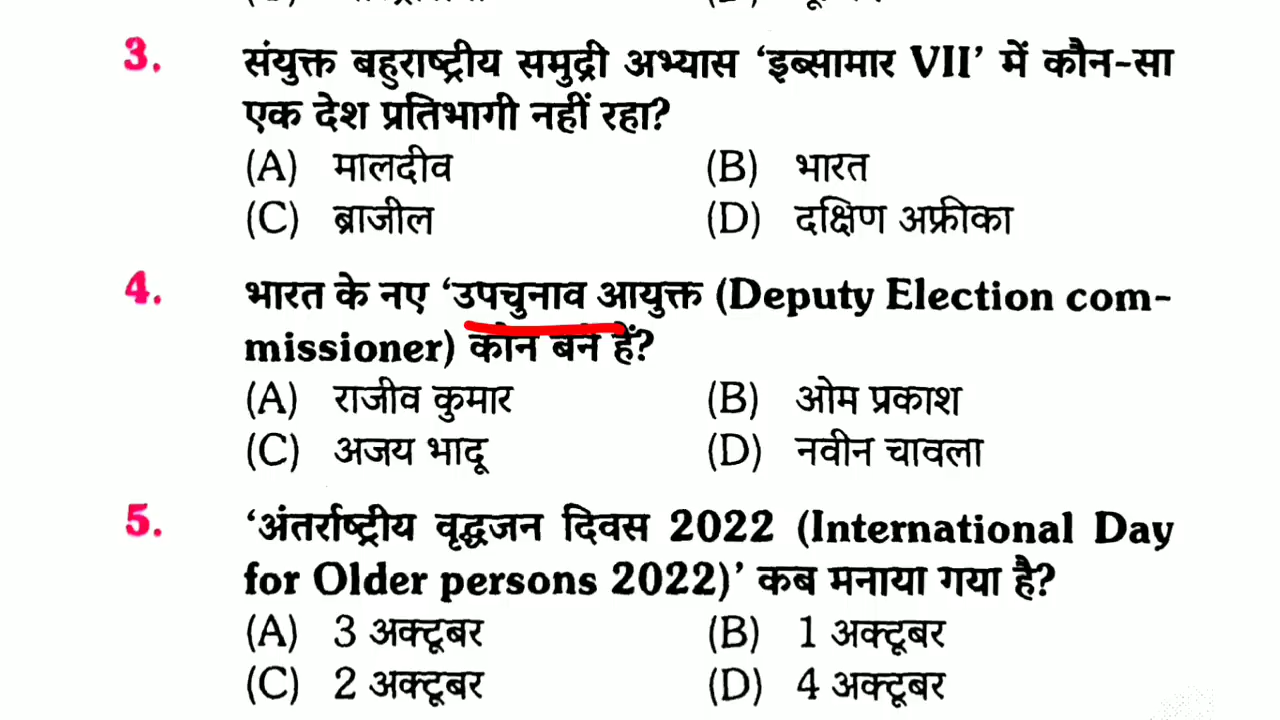 3. संयुक्त बहुराष्ट्रीय समुद्री अभ्यास ‘इब्सामार VII’ में कौन-सा
एक देश प्रतिभागी नहीं रहा?
(A) मालदीव (B) भारत
(C) ब्राजील (D) दक्षिण अफ्रीका
4. भारत के नए ‘उपचुनाव आयुक्त (Deputy Election com-
missioner) कौन बने हैं?
(A) राजीव कुमार (B) ओम प्रकाश
(C) अजय भादू (D) नवीन चावला
5. ‘अंतर्राष्ट्रीय वृद्धजन दिवस 2022 (International Day
for Older persons 2022)’ कब मनाया गया है?
(A) 3 अक्टूबर (B) 1 अक्टूबर
(C) 2 अक्टूबर (D) 4 अक्टूबर